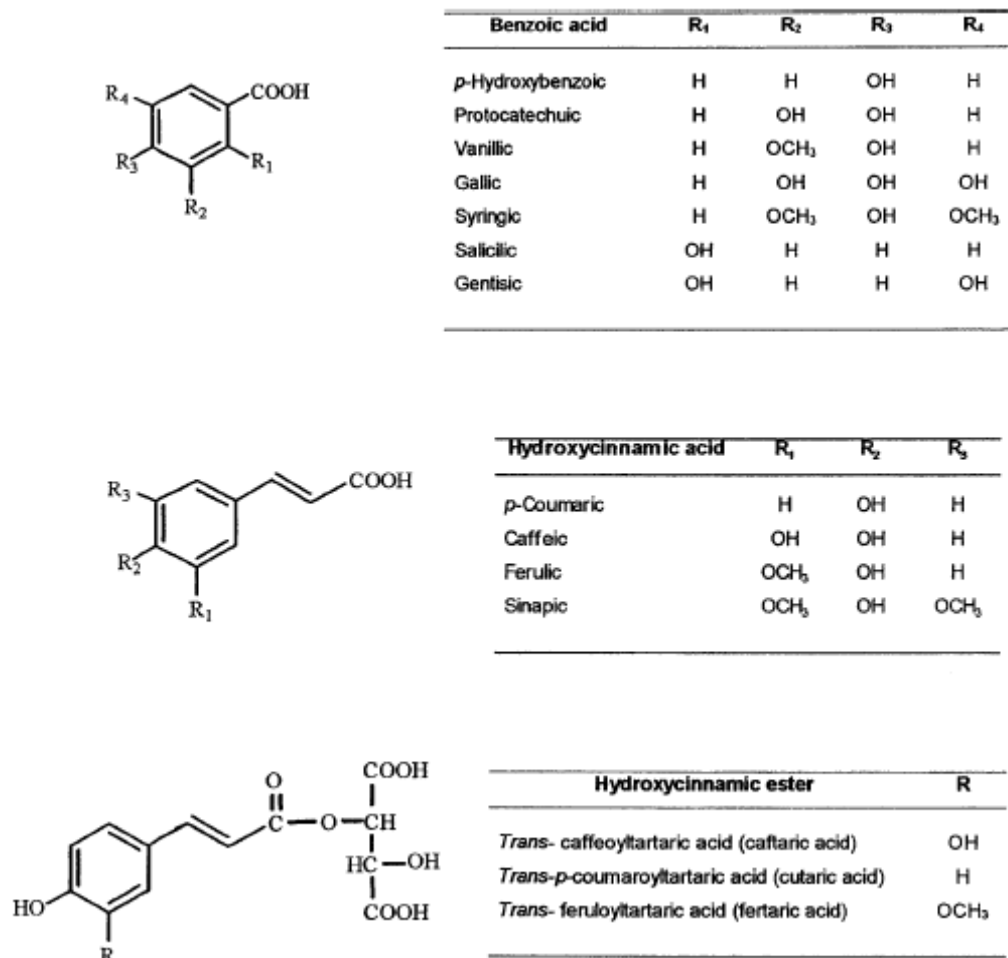 Benzoic acid R₁ R₂ R₃ R₄
p-Hydroxybenzoic H H OH H
Protocatechuic H OH OH H
Vanillic H OCH₃ OH H
Gallic H OH OH OH
Syringic H OCH₃ OH OCH₃
Salicilic OH H H H
Gentisic OH H H OH
R₄ COOH
R₃ R₁
R₂
Hydroxycinnamic acid R₁ R₂ R₃
p-Coumaric H OH H
Caffeic OH OH H
Ferulic OCH₃ OH H
Sinapic OCH₃ OH OCH₃
R₃ COOH
R₂
R₁
Hydroxycinnamic ester R
Trans- caffeoyltartaric acid (caftaric acid) OH
Trans-p-coumaroyltartaric acid (cutaric acid) H
Trans- feruloyltartaric acid (fertaric acid) OCH₃
O COOH
C-O-CH
HC-OH
HO COOH
R